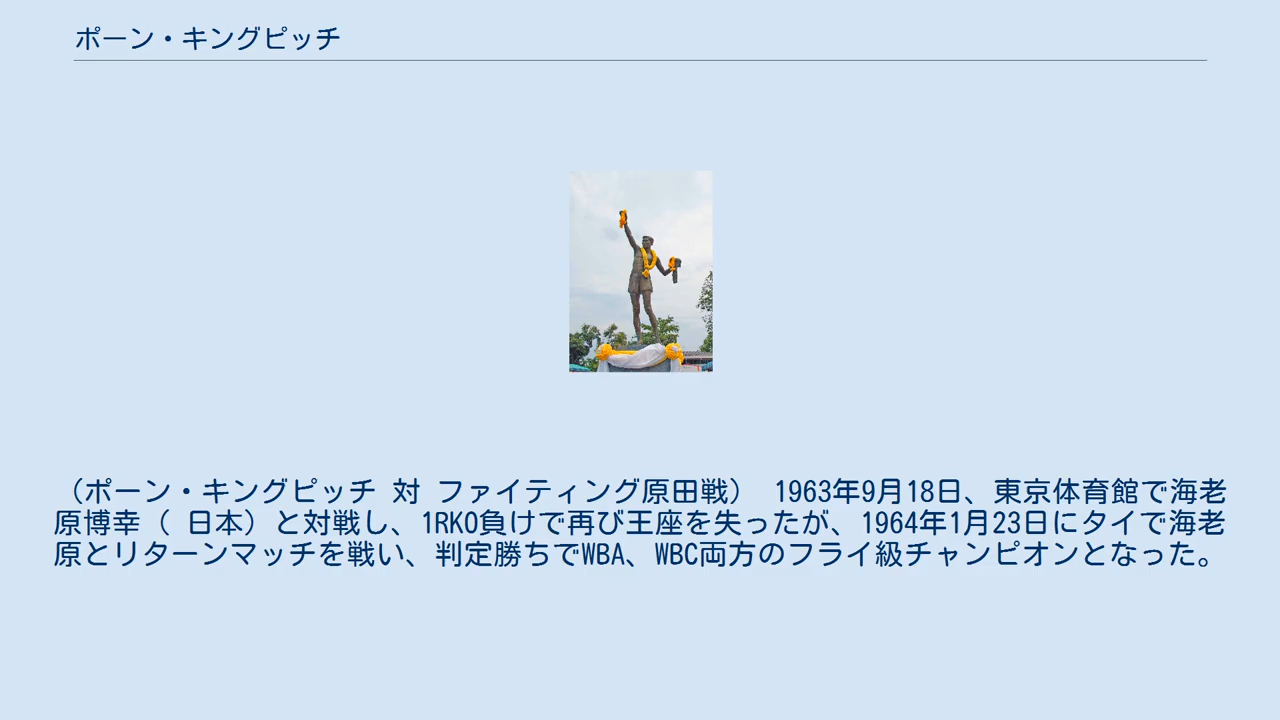 ポーン・キングピッチ
（ポーン・キングピッチ 対 ファイティング原田戦） 1963年9月18日、東京体育館で海老
原博幸（ 日本）と対戦し、1RKO負けで再び王座を失ったが、1964年1月23日にタイで海老
原とリターンマッチを戦い、判定勝ちでWBA、WBC両方のフライ級チャンピオンとなった。